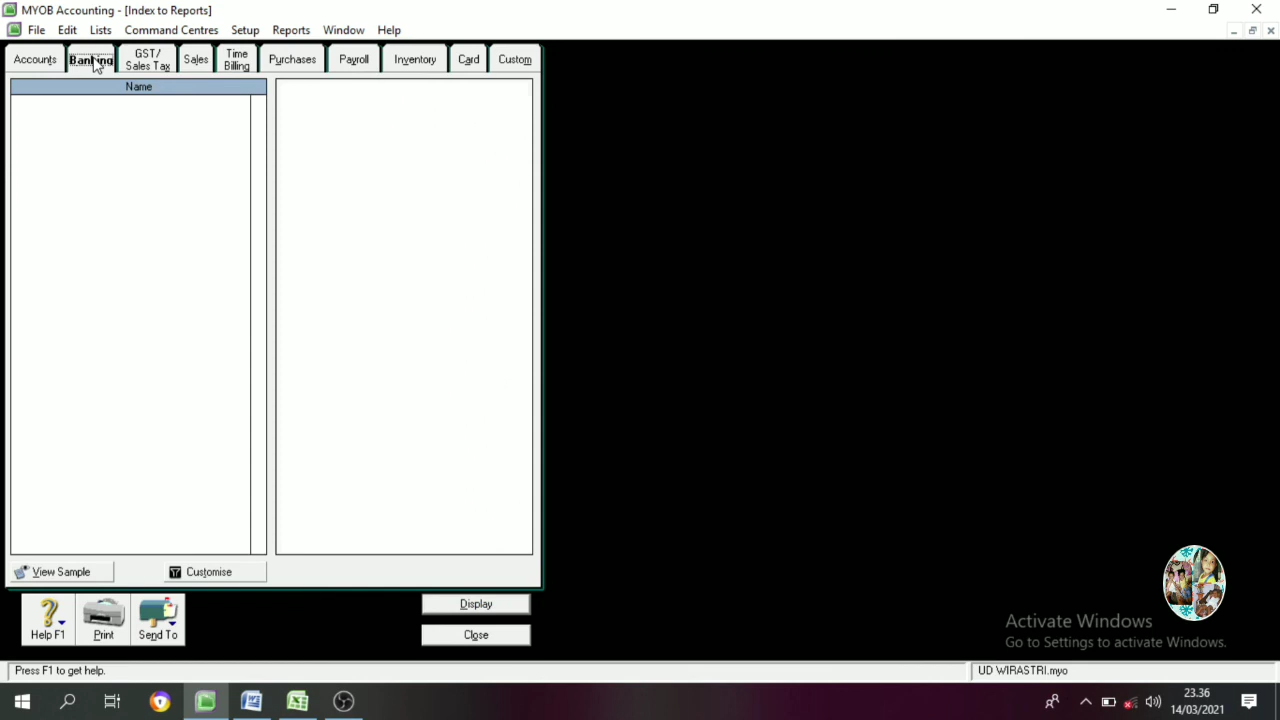 MYOB Accounting - [Index to Reports]
File Edit Lists Command Centres Setup Reports Window Help
Accounts Banking GST/ Sales Tax Sales Time Billing Purchases Payroll Inventory Card Custom
Name
View Sample Customise
Display
Help F1 Print Send To
Close
Activate Windows
Go to Settings to activate Windows.
Press F1 to get help. UD WIRASTRI.myo
23.36
14/03/2021